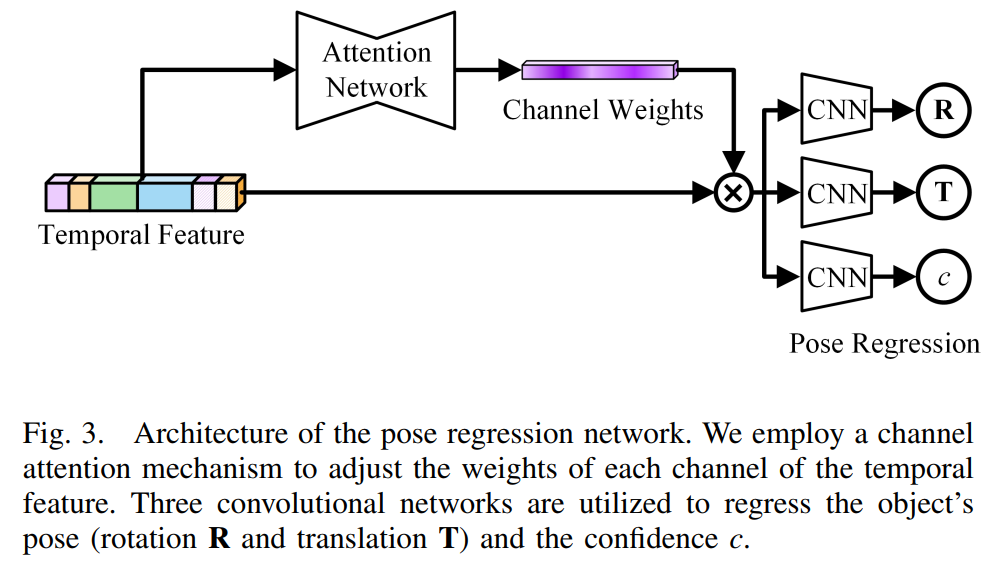 Attention
Network
Channel Weights
Temporal Feature
CNN
R
CNN
T
CNN
c
Pose Regression
Fig. 3. Architecture of the pose regression network. We employ a channel
attention mechanism to adjust the weights of each channel of the temporal
feature. Three convolutional networks are utilized to regress the object's
pose (rotation R and translation T) and the confidence c.